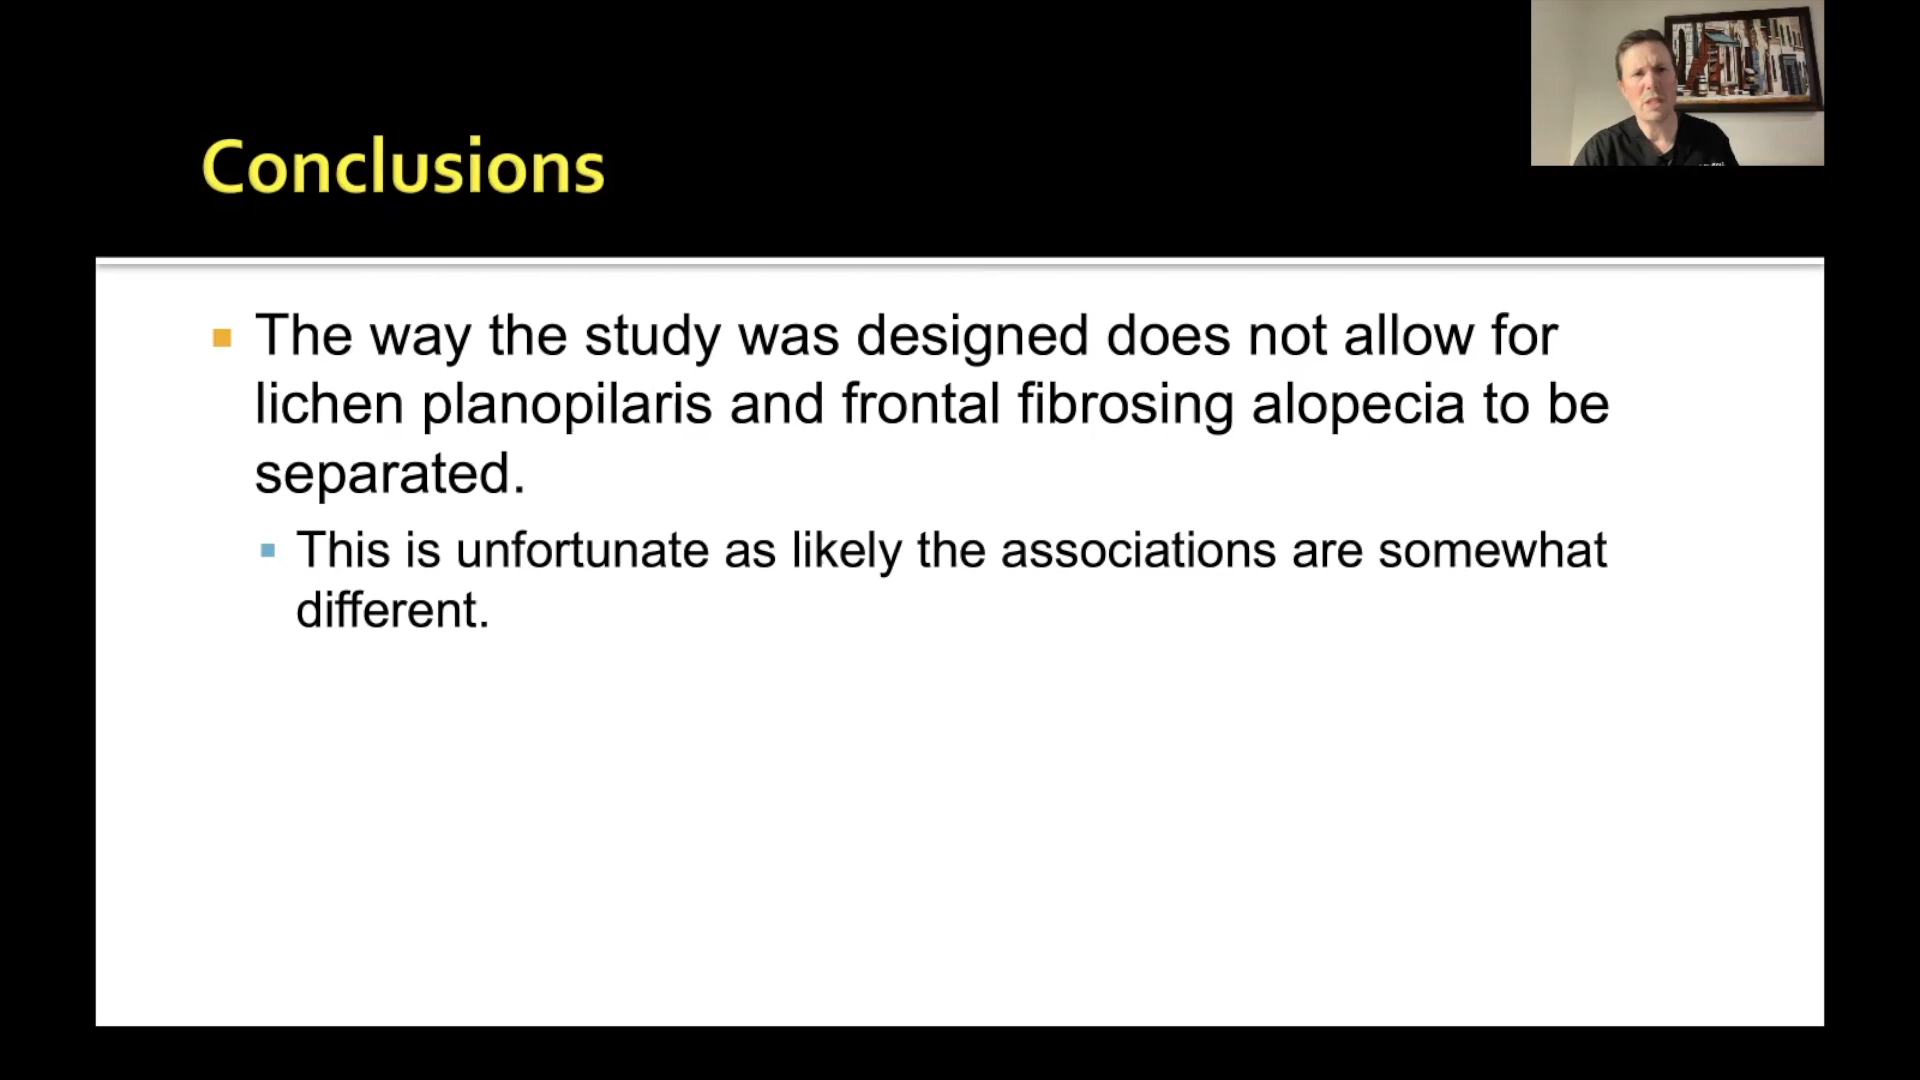 Conclusions
The way the study was designed does not allow for
lichen planopilaris and frontal fibrosing alopecia to be
separated.
This is unfortunate as likely the associations are somewhat
different.